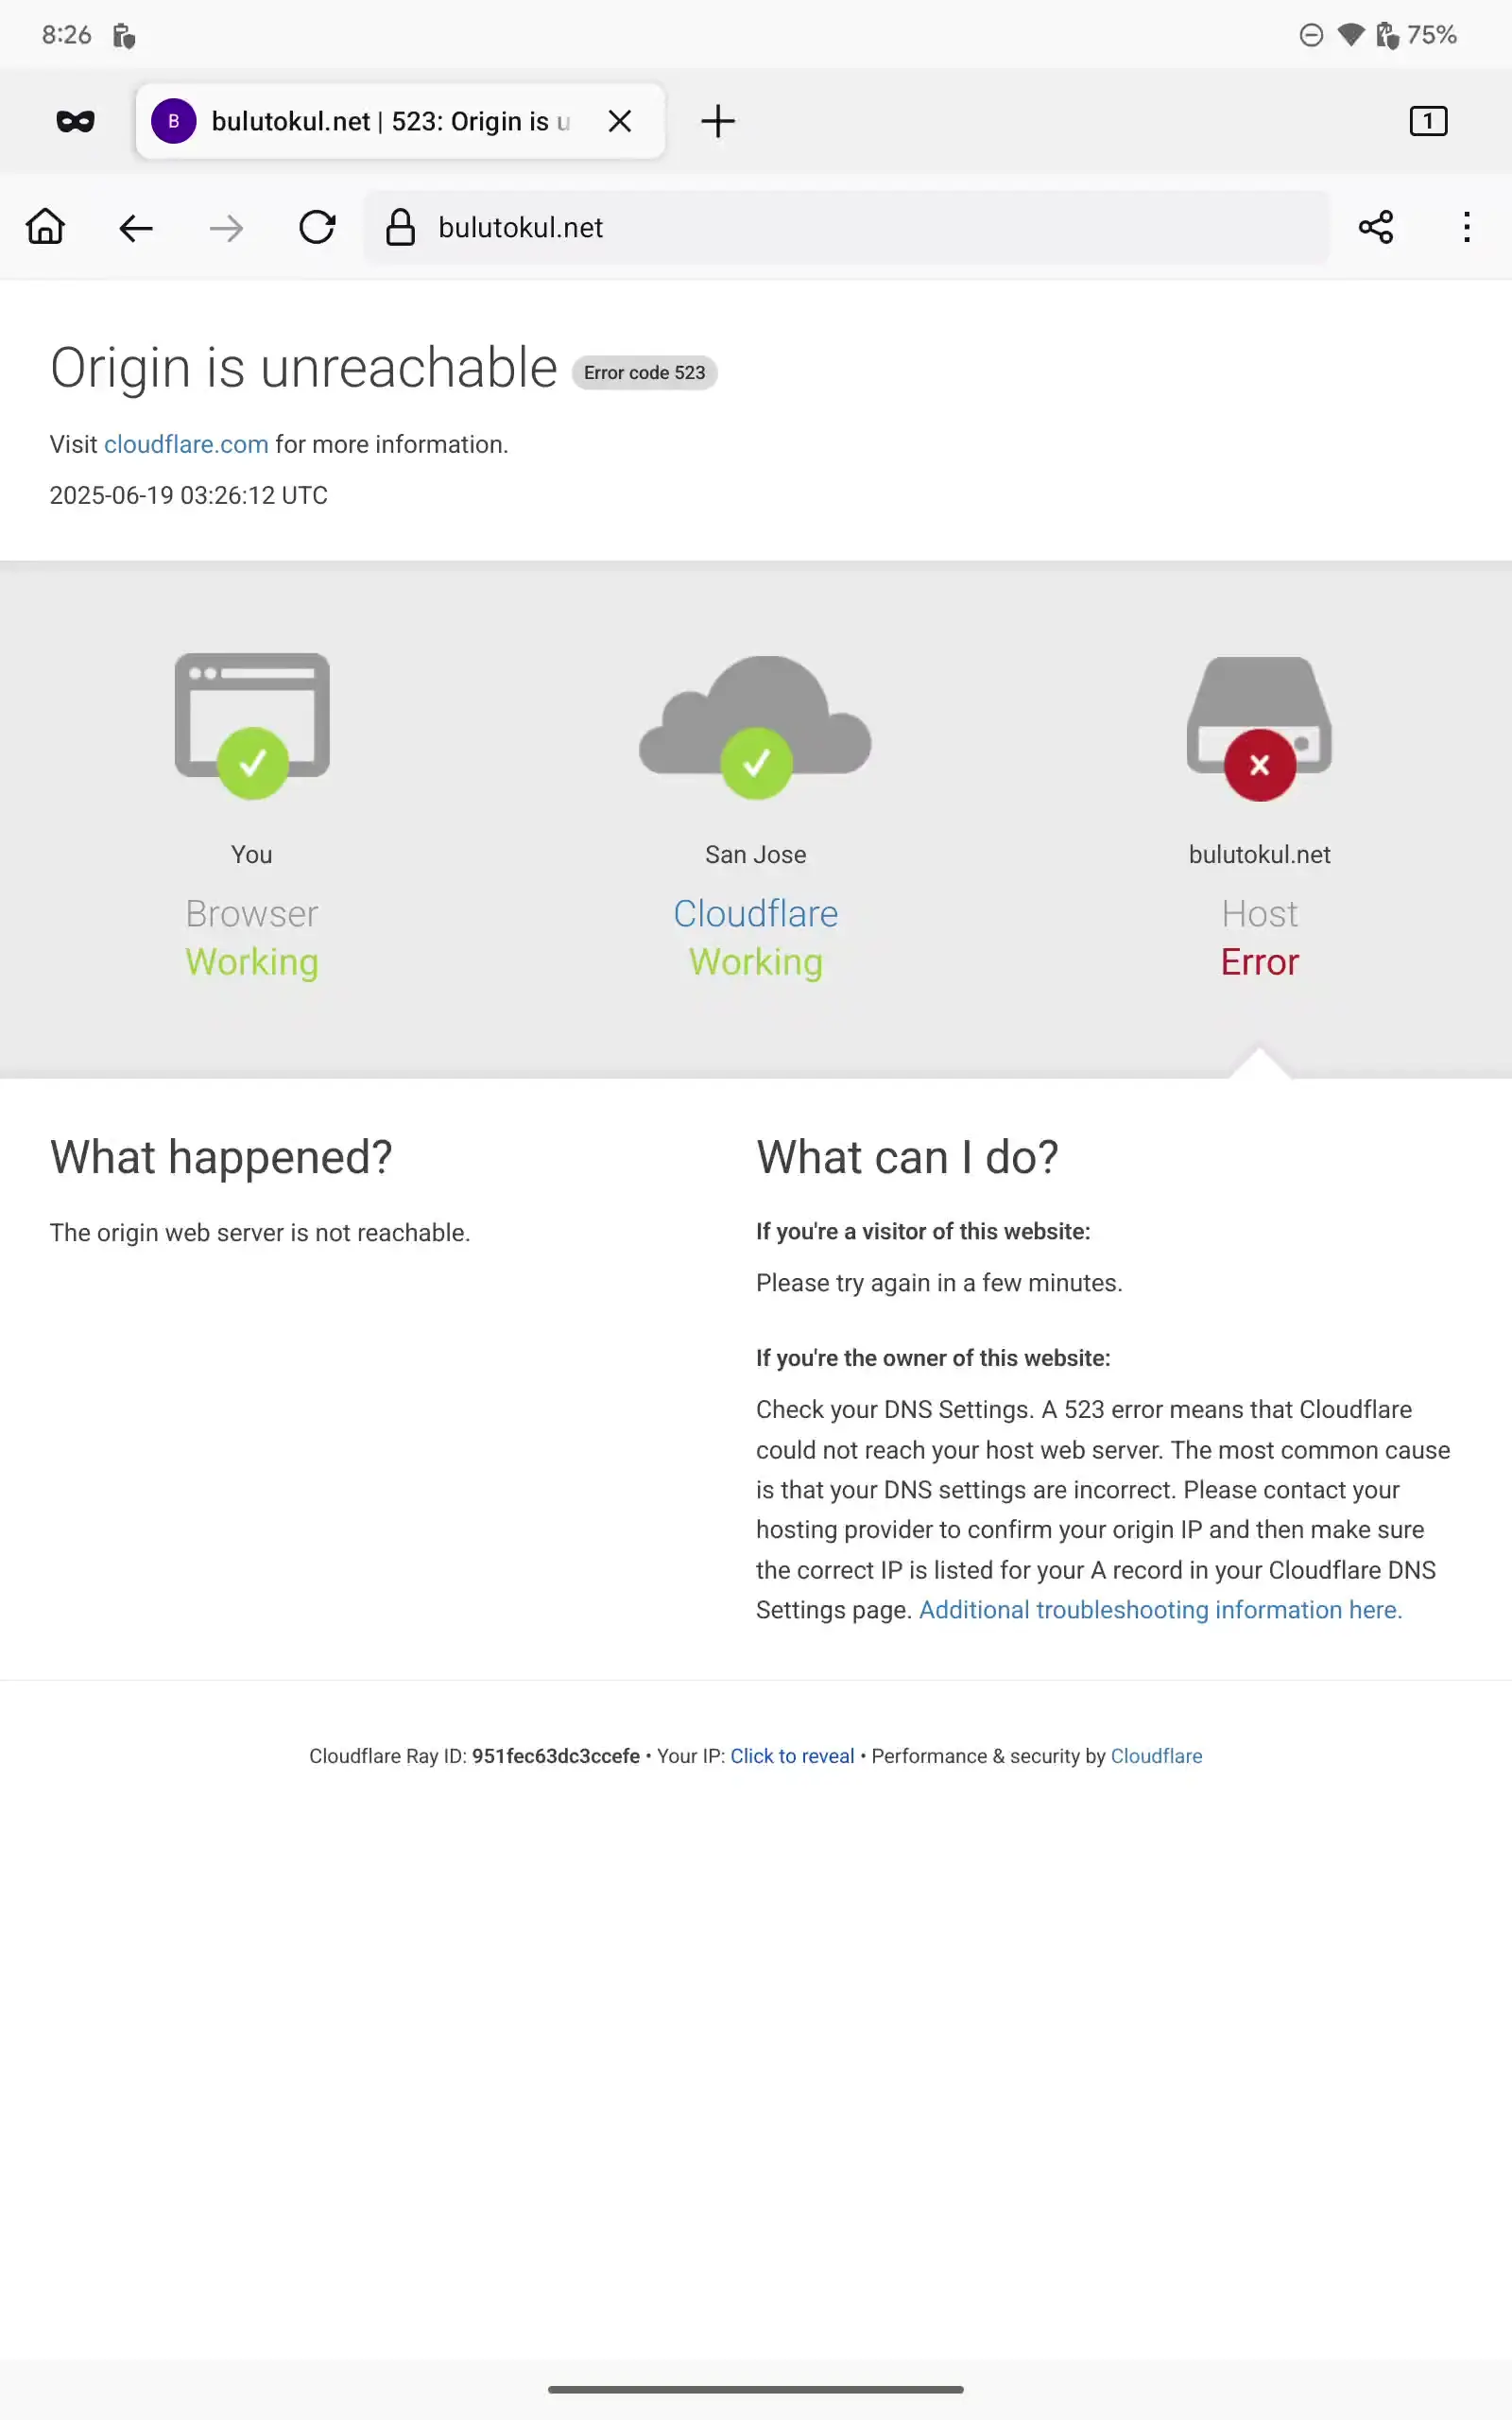 8:26
75%
B
bulutokul.net | 523: Origin is u
1
bulutokul.net
Origin is unreachable Error code 523
Visit cloudflare.com for more information.
2025-06-19 03:26:12 UTC
You
Browser
Working
San Jose
Cloudflare
Working
bulutokul.net
Host
Error
What happened?
The origin web server is not reachable.
What can I do?
If you're a visitor of this website:
Please try again in a few minutes.
If you're the owner of this website:
Check your DNS Settings. A 523 error means that Cloudflare
could not reach your host web server. The most common cause
is that your DNS settings are incorrect. Please contact your
hosting provider to confirm your origin IP and then make sure
the correct IP is listed for your A record in your Cloudflare DNS
Settings page. Additional troubleshooting information here.
Cloudflare Ray ID: 951fec63dc3ccefe • Your IP: Click to reveal • Performance & security by Cloudflare